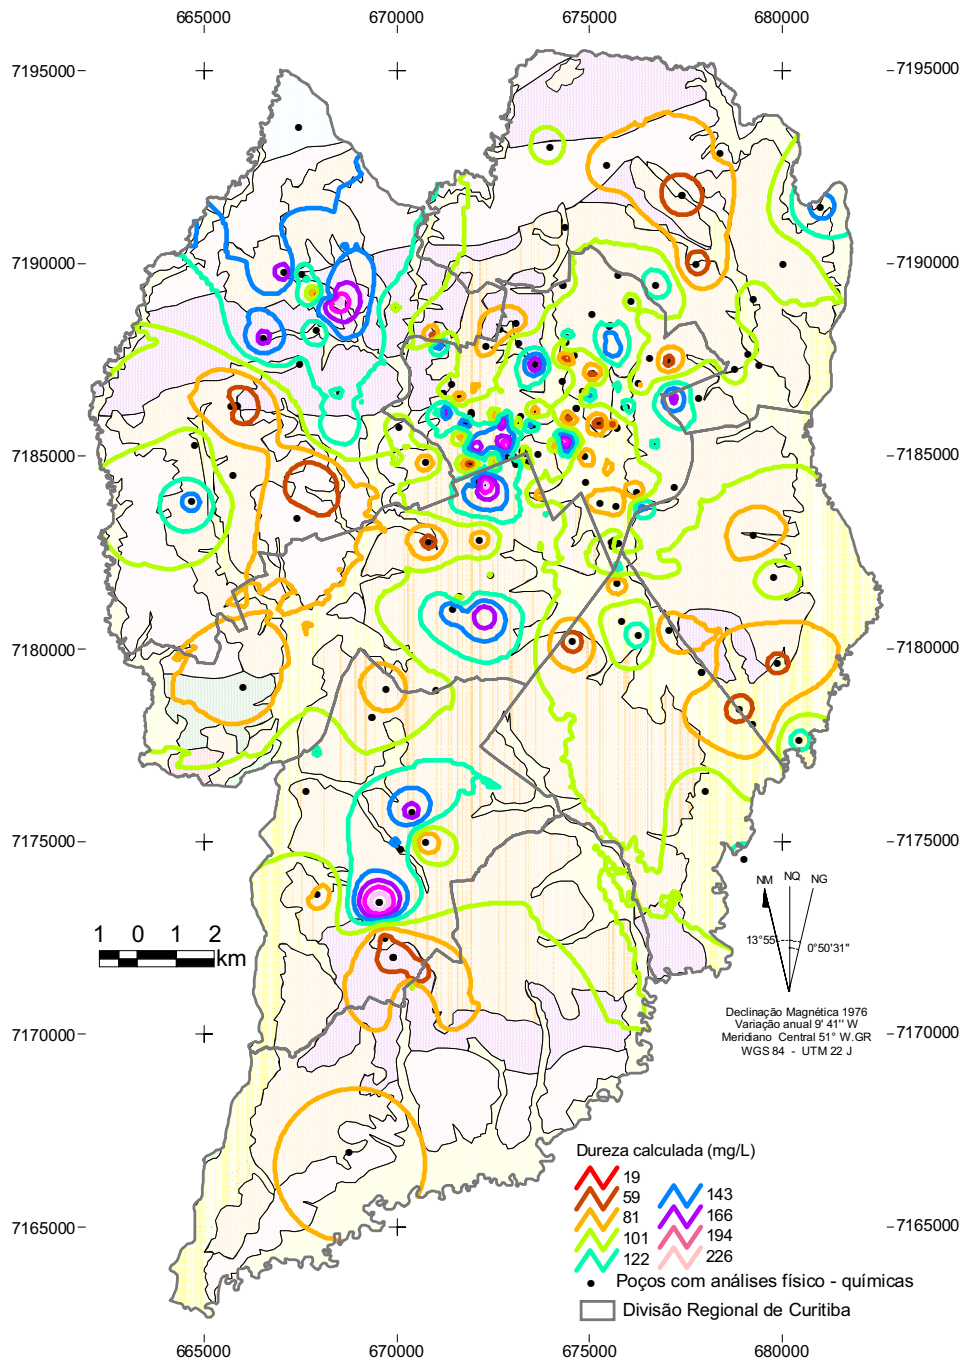 665000 670000 675000 680000
7195000 7195000
7190000 7190000
7185000 7185000
7180000 7180000
7175000 7175000
NM NQ NG
13°55' 0°50'31"
1 0 1 2 km
Declinação Magnética 1976
Variação anual 9' 41'' W
Meridiano Central 51° W.GR
WGS 84 - UTM 22 J
7170000 7170000
Dureza calculada (mg/L)
19
59 143
81 166
101 194
122 226
7165000 7165000
Poços com análises físico - químicas
Divisão Regional de Curitiba
665000 670000 675000 680000